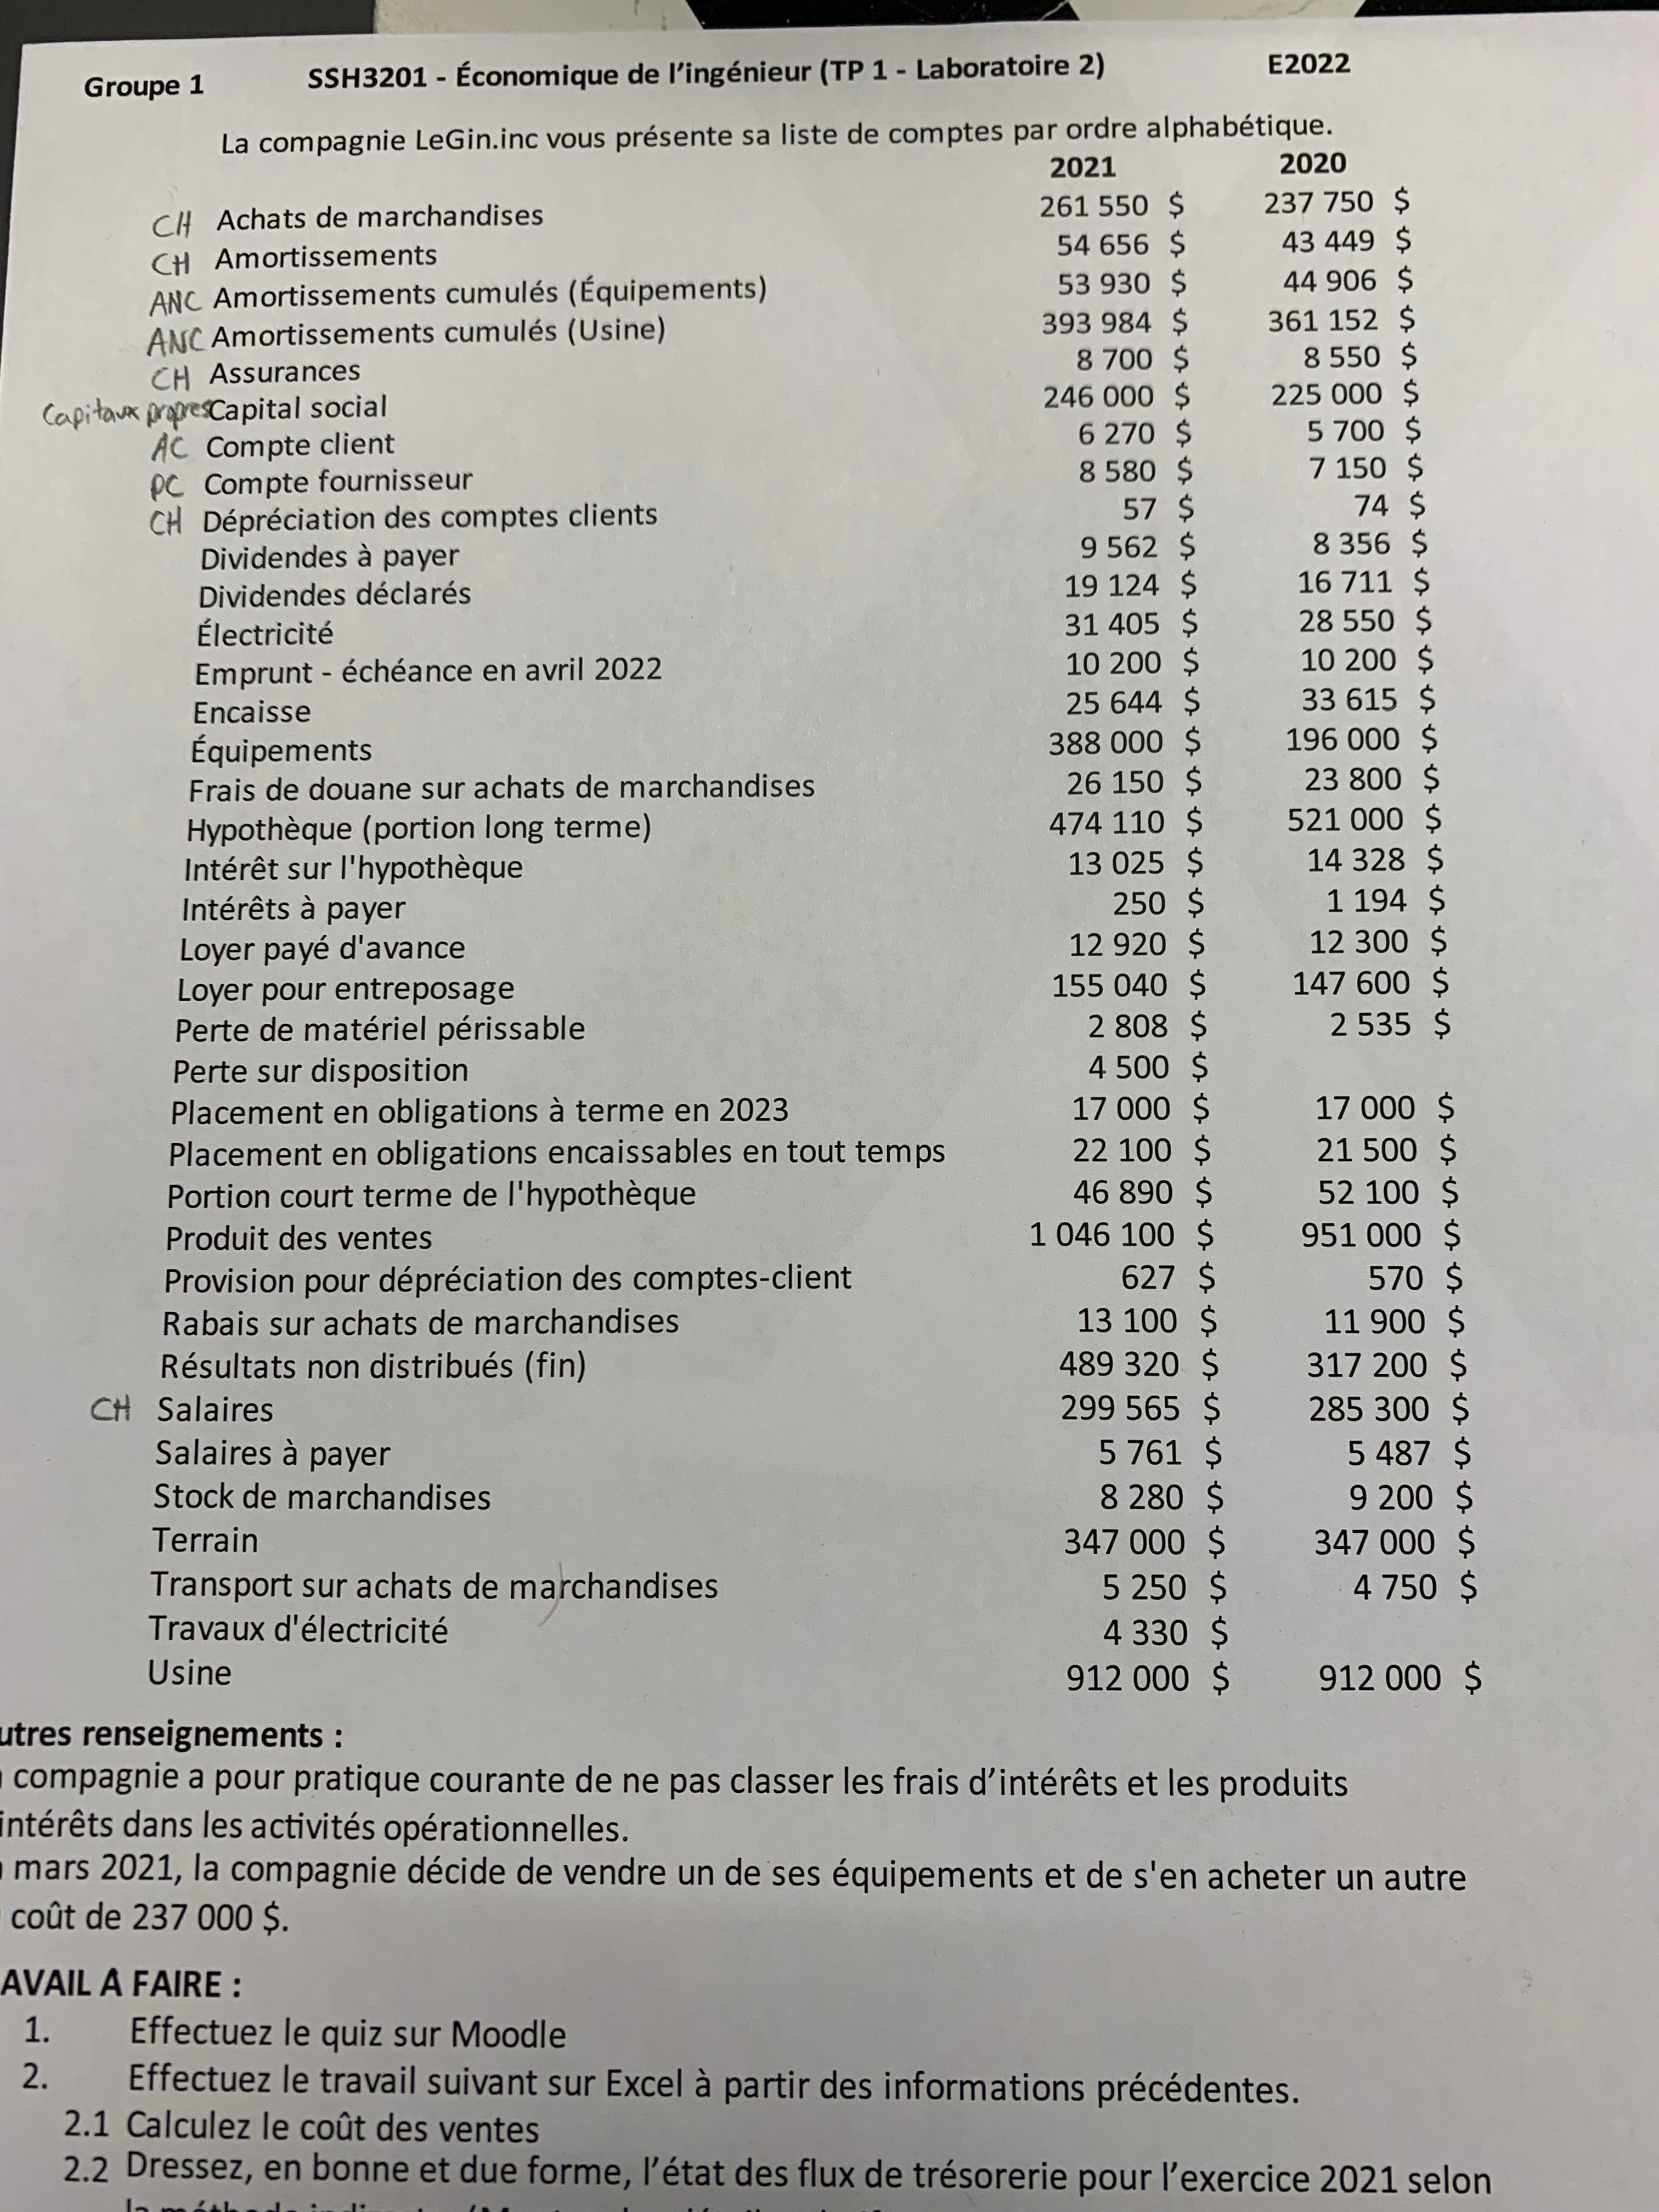 Groupe 1 SSH3201 - Économique de l'ingénieur (TP 1 - Laboratoire 2) E2022
La compagnie LeGin.inc vous présente sa liste de comptes par ordre alphabétique.
2021 2020
CH Achats de marchandises 261 550 $ 237 750 $
CH Amortissements 54 656 $ 43 449 $
ANC Amortissements cumulés (Équipements) 53 930 $ 44 906 $
ANC Amortissements cumulés (Usine) 393 984 $ 361 152 $
CH Assurances 8 700 $ 8 550 $
Capitaux propres Capital social 246 000 $ 225 000 $
AC Compte client 6 270 $ 5 700 $
PC Compte fournisseur 8 580 $ 7 150 $
CH Dépréciation des comptes clients 57 $ 74 $
Dividendes à payer 9 562 $ 8 356 $
Dividendes déclarés 19 124 $ 16 711 $
Électricité 31 405 $ 28 550 $
Emprunt - échéance en avril 2022 10 200 $ 10 200 $
Encaisse 25 644 $ 33 615 $
Équipements 388 000 $ 196 000 $
Frais de douane sur achats de marchandises 26 150 $ 23 800 $
Hypothèque (portion long terme) 474 110 $ 521 000 $
Intérêt sur l'hypothèque 13 025 $ 14 328 $
Intérêts à payer 250 $ 1 194 $
Loyer payé d'avance 12 920 $ 12 300 $
Loyer pour entreposage 155 040 $ 147 600 $
Perte de matériel périssable 2 808 $ 2 535 $
Perte sur disposition 4 500 $
Placement en obligations à terme en 2023 17 000 $ 17 000 $
Placement en obligations encaissables en tout temps 22 100 $ 21 500 $
Portion court terme de l'hypothèque 46 890 $ 52 100 $
Produit des ventes 1 046 100 $ 951 000 $
Provision pour dépréciation des comptes-client 627 $ 570 $
Rabais sur achats de marchandises 13 100 $ 11 900 $
Résultats non distribués (fin) 489 320 $ 317 200 $
CH Salaires 299 565 $ 285 300 $
Salaires à payer 5 761 $ 5 487 $
Stock de marchandises 8 280 $ 9 200 $
Terrain 347 000 $ 347 000 $
Transport sur achats de marchandises 5 250 $ 4 750 $
Travaux d'électricité 4 330 $
Usine 912 000 $ 912 000 $
utres renseignements :
compagnie a pour pratique courante de ne pas classer les frais d'intérêts et les produits
intérêts dans les activités opérationnelles.
mars 2021, la compagnie décide de vendre un de ses équipements et de s'en acheter un autre
coût de 237 000 $.
AVAIL A FAIRE :
1. Effectuez le quiz sur Moodle
2. Effectuez le travail suivant sur Excel à partir des informations précédentes.
2.1 Calculez le coût des ventes
2.2 Dressez, en bonne et due forme, l'état des flux de trésorerie pour l'exercice 2021 selon